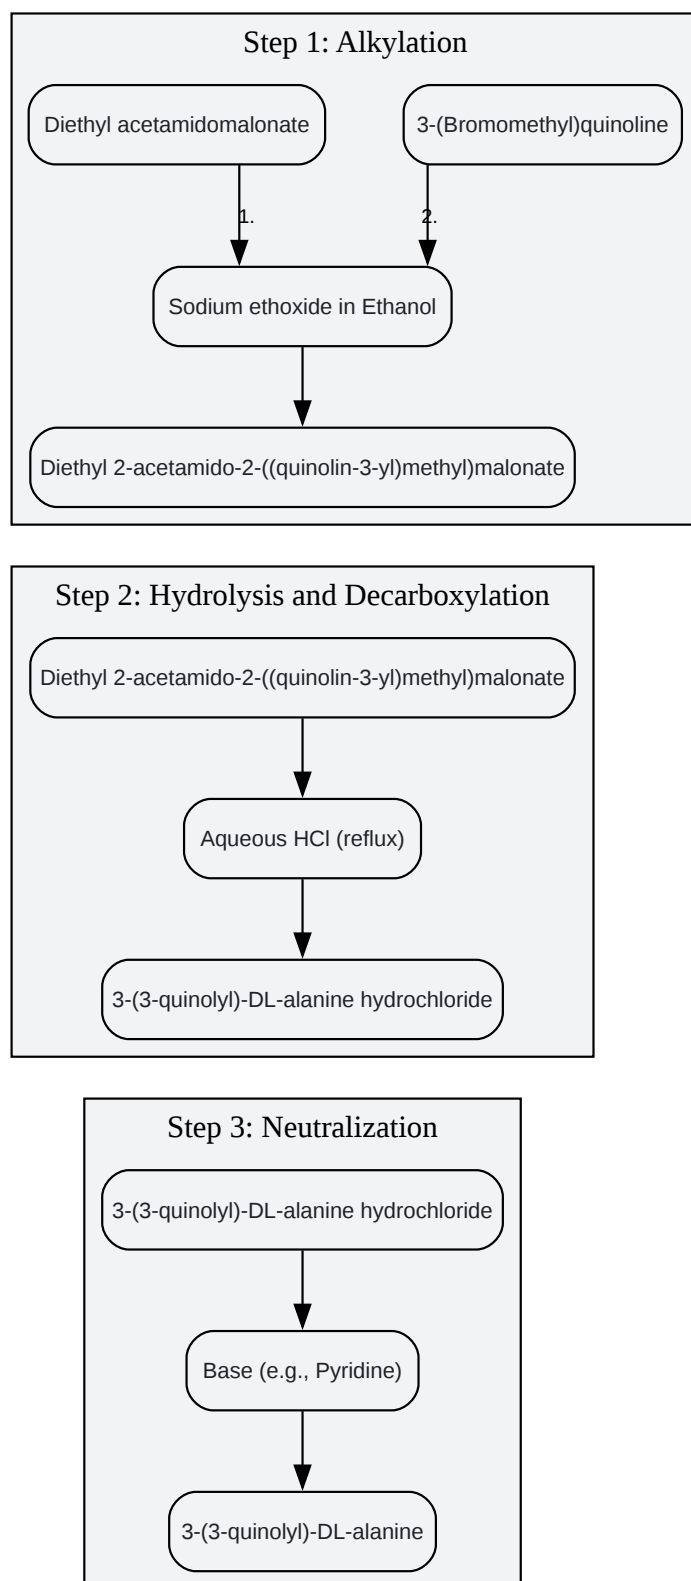 Step 1: Alkylation
Diethyl acetamidomalonate
3-(Bromomethyl)quinoline
1.
2.
Sodium ethoxide in Ethanol
Diethyl 2-acetamido-2-((quinolin-3-yl)methyl)malonate
Step 2: Hydrolysis and Decarboxylation
Diethyl 2-acetamido-2-((quinolin-3-yl)methyl)malonate
Aqueous HCl (reflux)
3-(3-quinolyl)-DL-alanine hydrochloride
Step 3: Neutralization
3-(3-quinolyl)-DL-alanine hydrochloride
Base (e.g., Pyridine)
3-(3-quinolyl)-DL-alanine